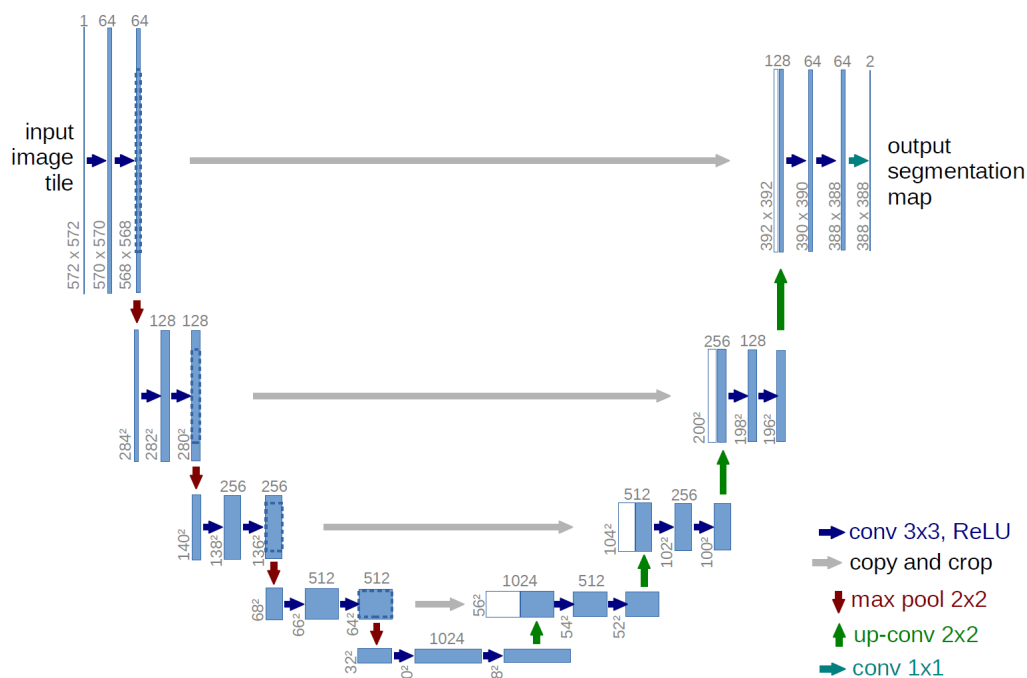 1
64
64
128
64
64
2
input
image
tile
output
segmentation
map
572 x 572
570 x 570
568 x 568
392 x 392
390 x 390
388 x 388
388 x 388
128
128
256
128
284²
282²
280²
200²
198²
196²
256
256
512
256
140²
138²
136²
104²
102²
100²
512
512
1024
512
68²
66²
64²
56²
54²
52²
1024
32²
0²
8²
conv 3x3, ReLU
copy and crop
max pool 2x2
up-conv 2x2
conv 1x1